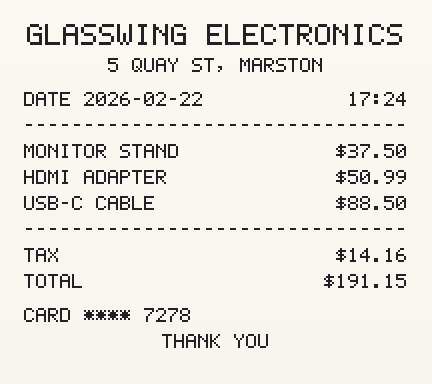 GLASSWING ELECTRONICS
5 QUAY ST, MARSTON
DATE 2026-02-22 17:24
--------------------------------
MONITOR STAND $37.50
HDMI ADAPTER $50.99
USB-C CABLE $88.50
--------------------------------
TAX $14.16
TOTAL $191.15
CARD **** 7278
THANK YOU